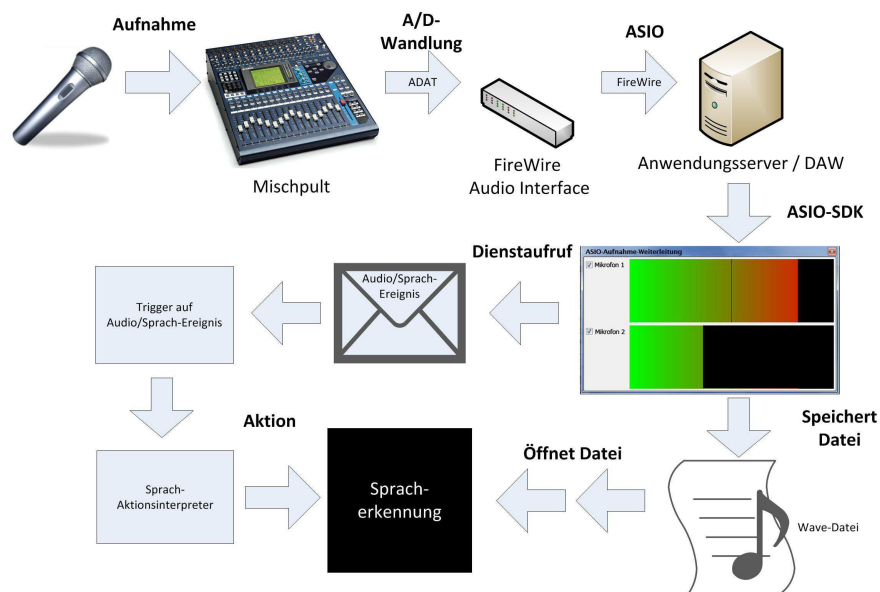 Aufnahme
A/D-
Wandlung
ADAT
ASIO
FireWire
Mischpult
FireWire
Audio Interface
Anwendungsserver / DAW
ASIO-SDK
Dienstaufruf
ASIO-Aufnahme-Weiterleitung
Mikrofon 1
Mikrofon 2
Audio/Sprach-
Ereignis
Trigger auf
Audio/Sprach-Ereignis
Speichert
Datei
Aktion
Öffnet Datei
Sprach-
Aktionsinterpreter
Sprach-
erkennung
Wave-Datei